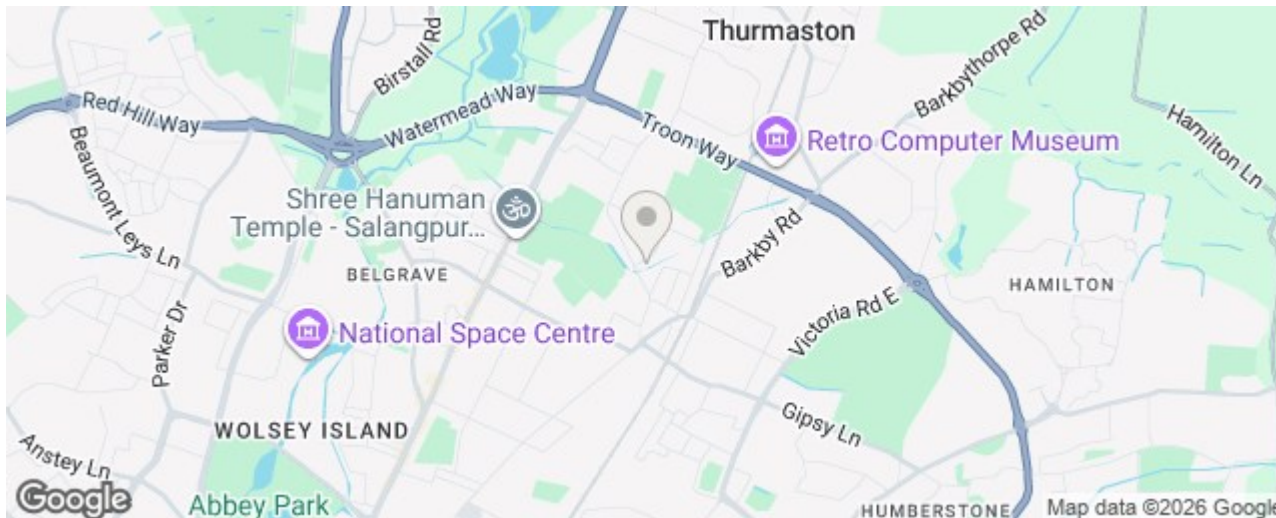 Thurmaston
Birstall Rd
Barkbythorpe Rd
Red Hill Way
Watermead Way
Troon Way
Retro Computer Museum
Hamilton Ln
Beaumont Leys Ln
Shree Hanuman
Temple - Salangpur...
BELGRAVE
Barkby Rd
HAMILTON
Victoria Rd E
National Space Centre
Parker Dr
WOLSEY ISLAND
Gipsy Ln
Anstey Ln
Google
Abbey Park
HUMBERSTONE
Map data ©2026 Google